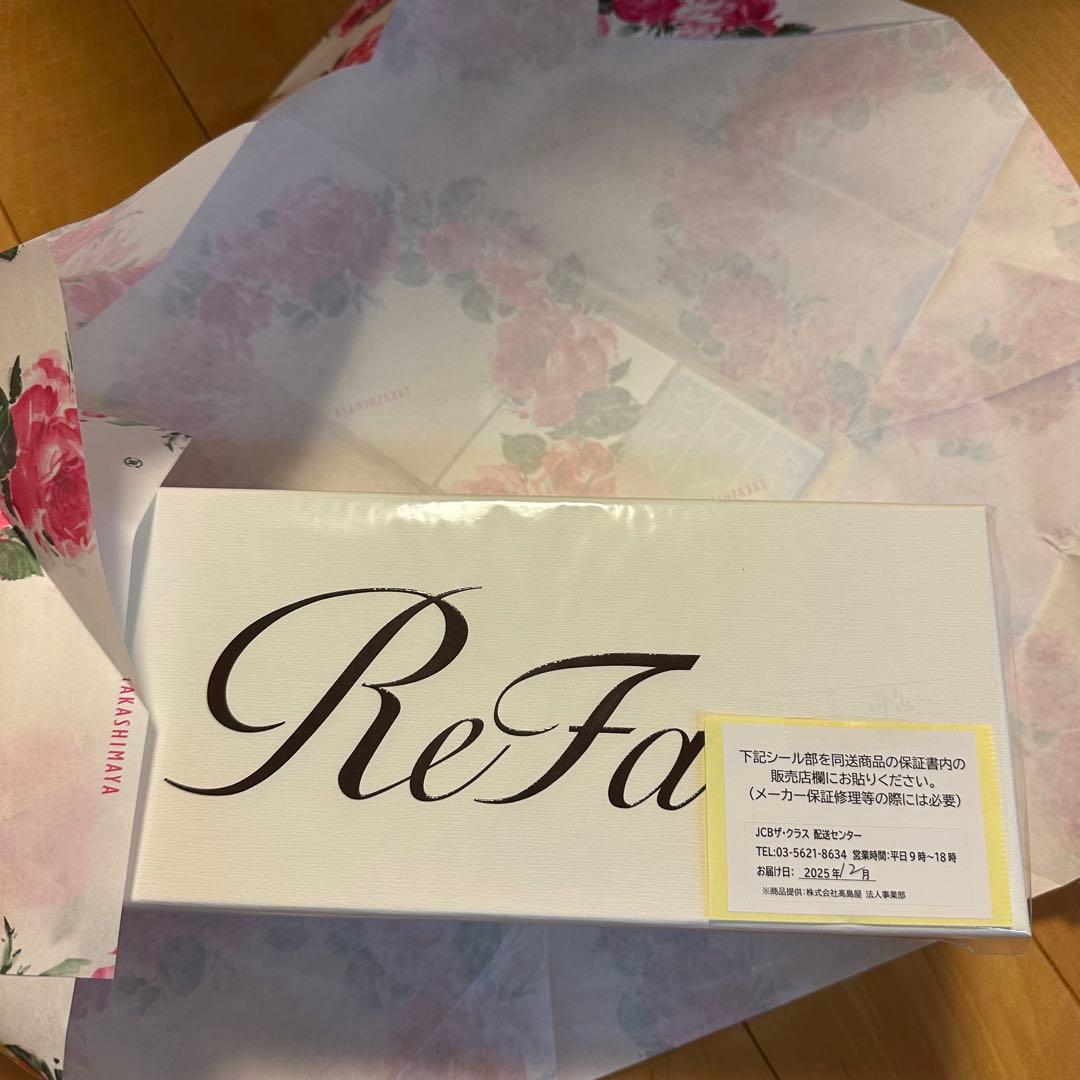 TAKASHIMAYA
TAKASHIMAYA
ReFa
下記シール部を同送商品の保証書内の
販売店欄にお貼りください。
(メーカー保証修理等の際には必要)
JCBザ・クラス 配送センター
TEL:03-5621-8634 営業時間:平日9時~18時
お届け日: 2025年12月
※商品提供:株式会社髙島屋 法人事業部